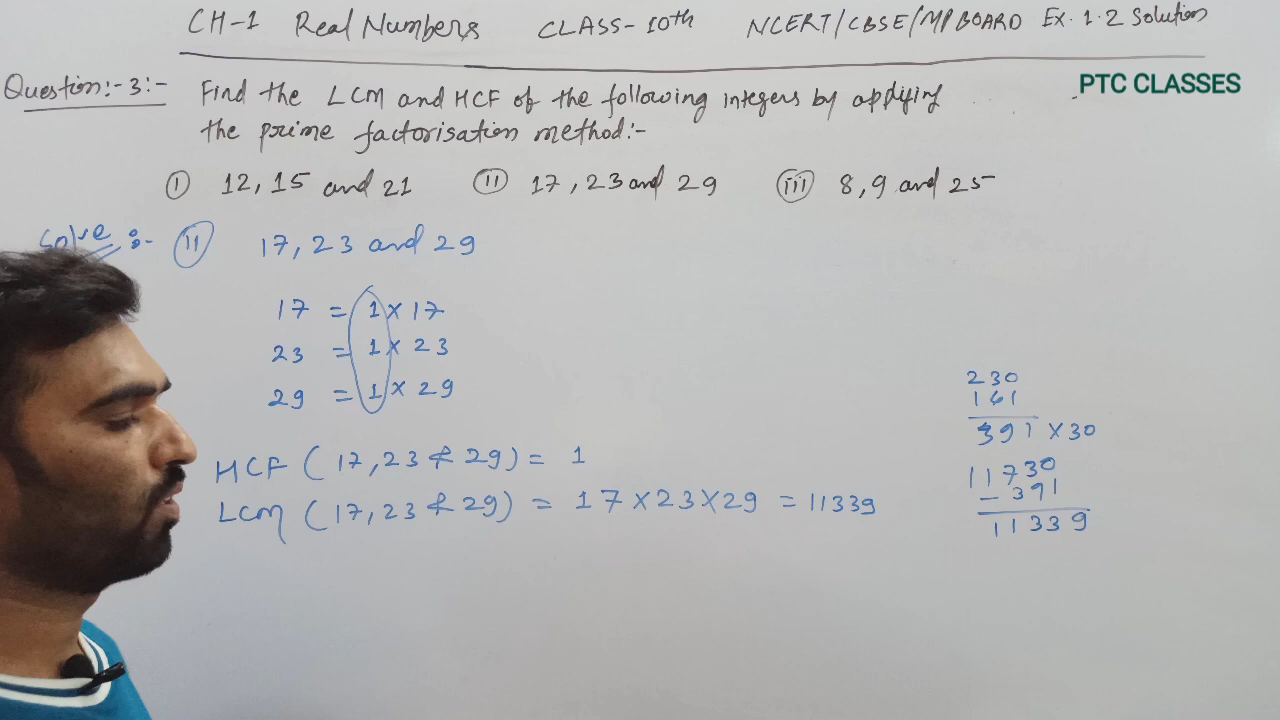 CH-1 Real Numbers CLASS-10th NCERT/CBSE/MPBOARD Ex. 1.2 Solution
PTC CLASSES
Question:-3:- Find the LCM and HCF of the following integers by applying
the prime factorisation method:-
(i) 12, 15 and 21 (ii) 17, 23 and 29 (iii) 8, 9 and 25
Solve :- (ii) 17, 23 and 29
17 = 1 × 17
23 = 1 × 23
29 = 1 × 29
HCF (17, 23 & 29) = 1
LCM (17, 23 & 29) = 17 × 23 × 29 = 11339
230
161
391 × 30
11730
- 391
11339